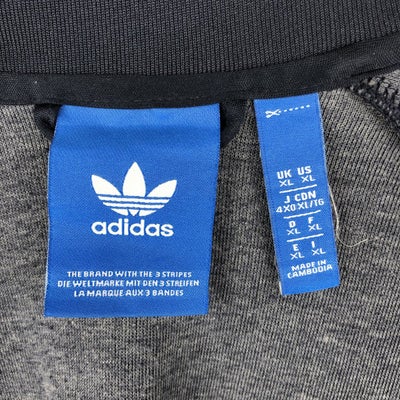 adidas
THE BRAND WITH THE 3 STRIPES
DIE WELTMARKE MIT DEN 3 STREIFEN
LA MARQUE AUX 3 BANDES
UK US
XL XL
J CDN
4XO XL/TG
D F
XL XL
E I
XL XL
MADE IN
CAMBODIA